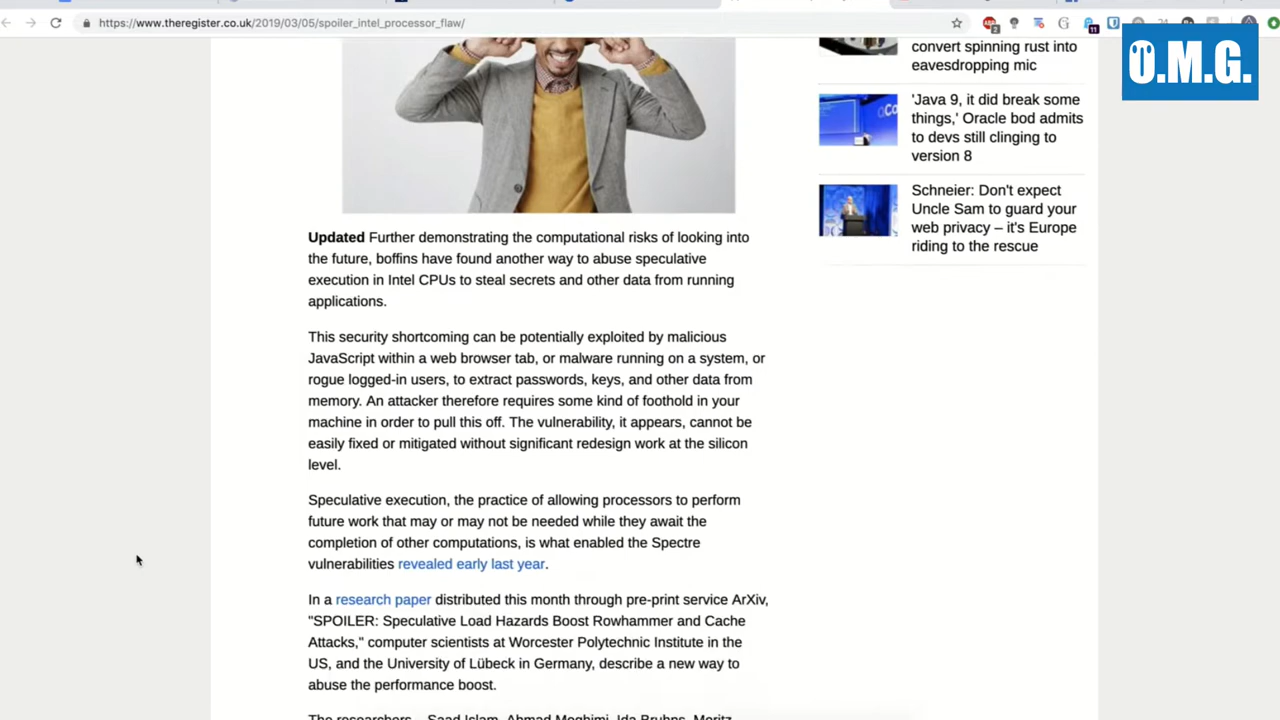 https://www.theregister.co.uk/2019/03/05/spoiler_intel_processor_flaw/
O.M.G.
convert spinning rust into
eavesdropping mic
'Java 9, it did break some
things,' Oracle bod admits
to devs still clinging to
version 8
Schneier: Don't expect
Uncle Sam to guard your
web privacy – it's Europe
riding to the rescue
Updated Further demonstrating the computational risks of looking into
the future, boffins have found another way to abuse speculative
execution in Intel CPUs to steal secrets and other data from running
applications.
This security shortcoming can be potentially exploited by malicious
JavaScript within a web browser tab, or malware running on a system, or
rogue logged-in users, to extract passwords, keys, and other data from
memory. An attacker therefore requires some kind of foothold in your
machine in order to pull this off. The vulnerability, it appears, cannot be
easily fixed or mitigated without significant redesign work at the silicon
level.
Speculative execution, the practice of allowing processors to perform
future work that may or may not be needed while they await the
completion of other computations, is what enabled the Spectre
vulnerabilities revealed early last year.
In a research paper distributed this month through pre-print service ArXiv,
"SPOILER: Speculative Load Hazards Boost Rowhammer and Cache
Attacks," computer scientists at Worcester Polytechnic Institute in the
US, and the University of Lübeck in Germany, describe a new way to
abuse the performance boost.
The researchers – Saad Islam, Ahmad Moghimi, Ida Bruhns, Moritz